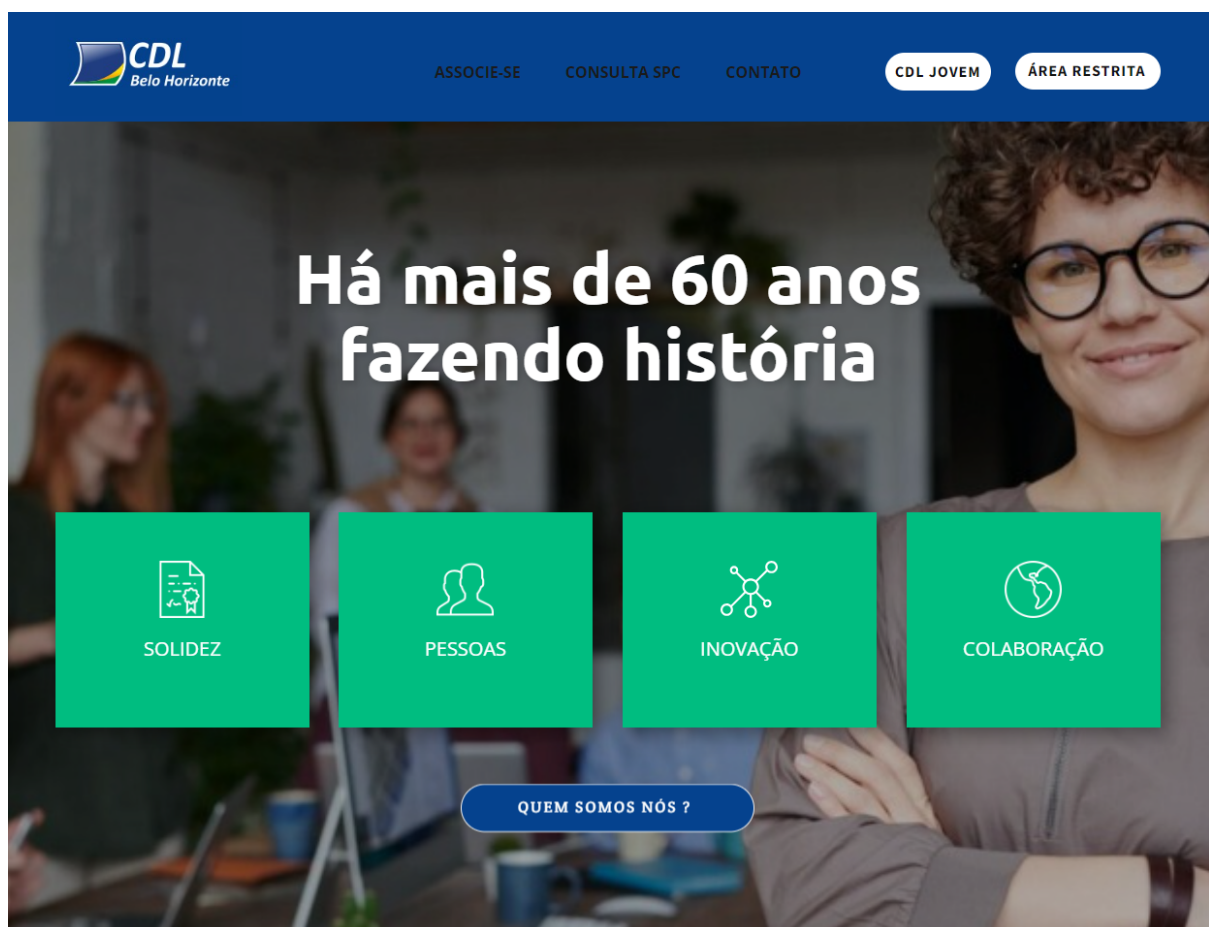 CDL
Belo Horizonte
ASSOCIE-SE
CONSULTA SPC
CONTATO
CDL JOVEM
ÁREA RESTRITA
Há mais de 60 anos
fazendo história
SOLIDEZ
PESSOAS
INOVAÇÃO
COLABORAÇÃO
QUEM SOMOS NÓS ?